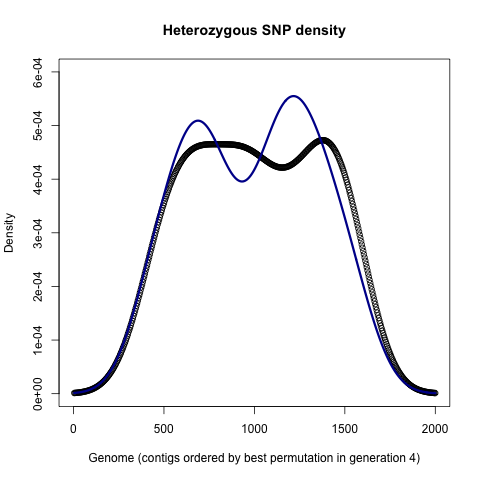 Heterozygous SNP density
6e-04
5e-04
4e-04
3e-04
2e-04
1e-04
0e+00
Density
0 500 1000 1500 2000
Genome (contigs ordered by best permutation in generation 4)